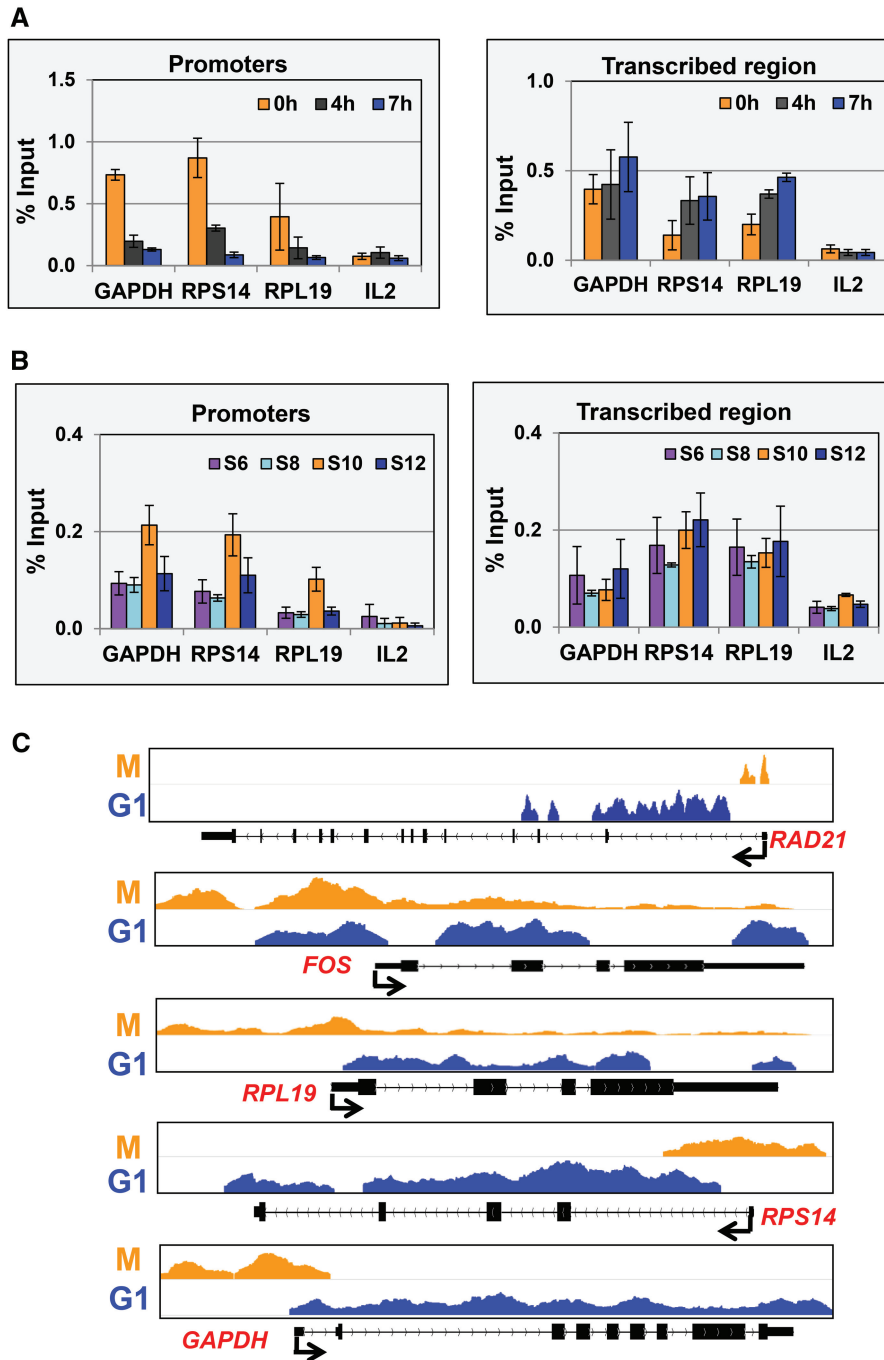 A
Promoters
1.5
1.0
0.5
0.0
% Input
0h 4h 7h
GAPDH RPS14 RPL19 IL2
Transcribed region
1.0
0.5
0.0
% Input
0h 4h 7h
GAPDH RPS14 RPL19 IL2
B
Promoters
0.4
0.2
0.0
% Input
S6 S8 S10 S12
GAPDH RPS14 RPL19 IL2
Transcribed region
0.4
0.2
0.0
% Input
S6 S8 S10 S12
GAPDH RPS14 RPL19 IL2
C
M
G1
RAD21
M
G1
FOS
M
G1
RPL19
M
G1
RPS14
M
G1
GAPDH